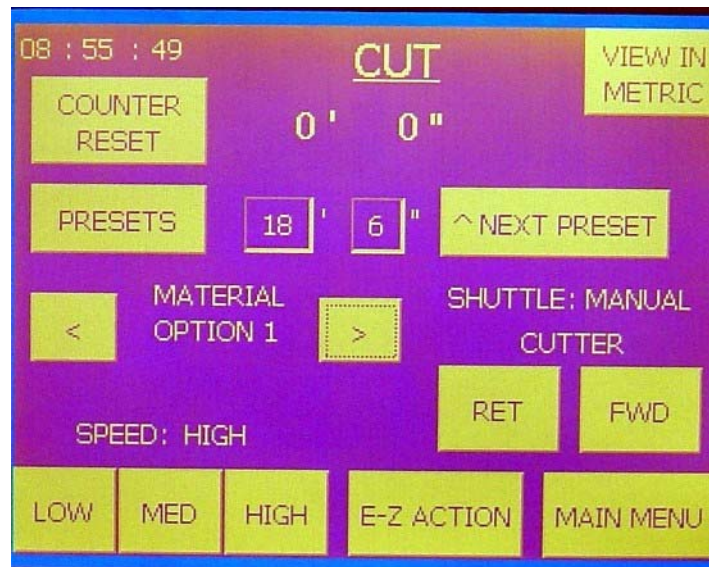 08 : 55 : 49
CUT
VIEW IN
METRIC
COUNTER
RESET
0 ' 0 "
PRESETS
18 ' 6 "
^ NEXT PRESET
<
MATERIAL
OPTION 1
>
SHUTTLE: MANUAL
CUTTER
RET
FWD
SPEED: HIGH
LOW
MED
HIGH
E-Z ACTION
MAIN MENU